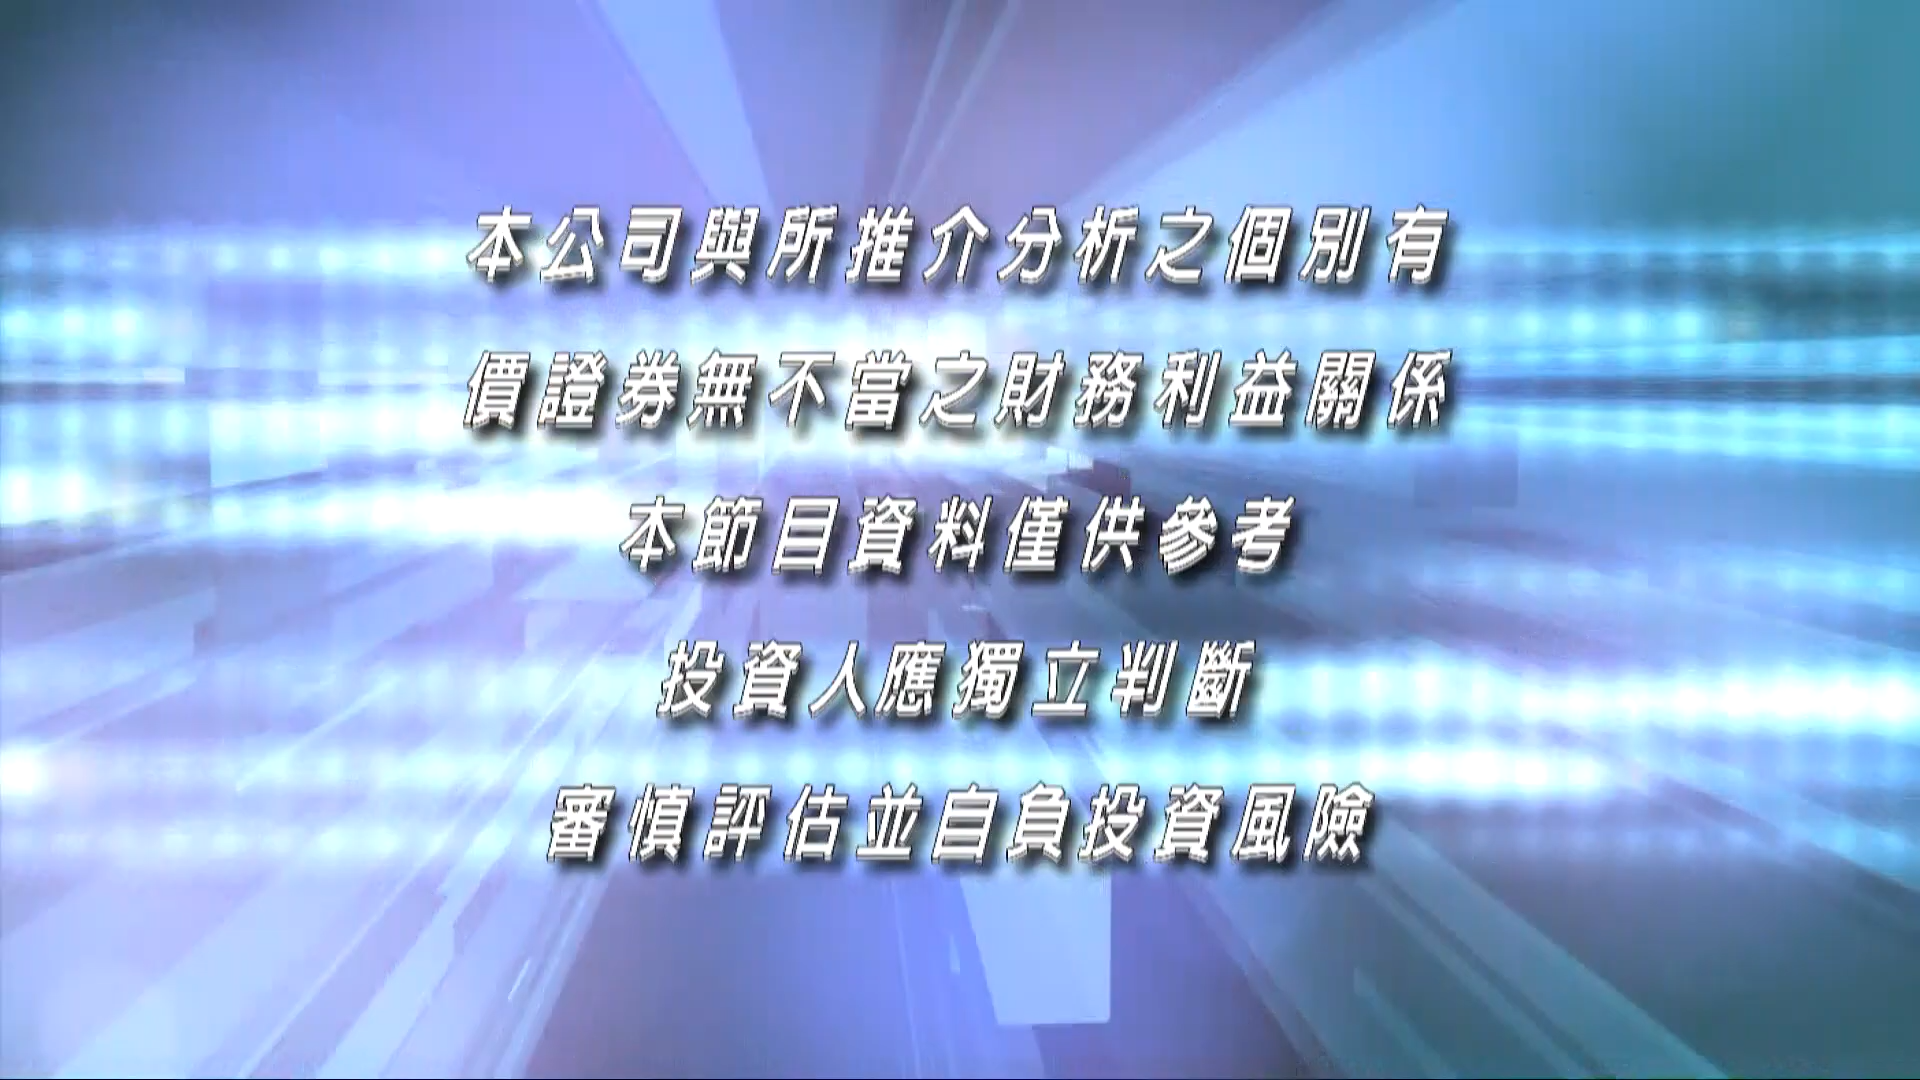 本公司與所推介分析之個別有
價證券無不當之財務利益關係
本節目資料僅供參考
投資人應獨立判斷
審慎評估並自負投資風險